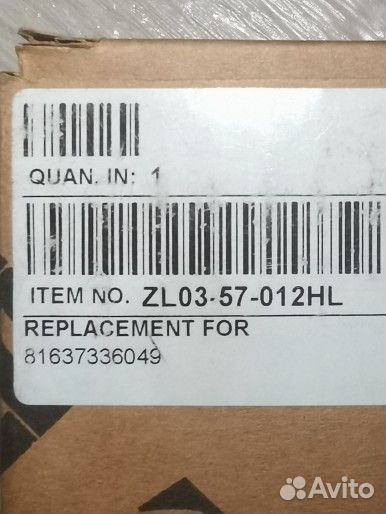 QUAN. IN: 1
ITEM NO. ZL03-57-012HL
REPLACEMENT FOR
81637336049
Avito